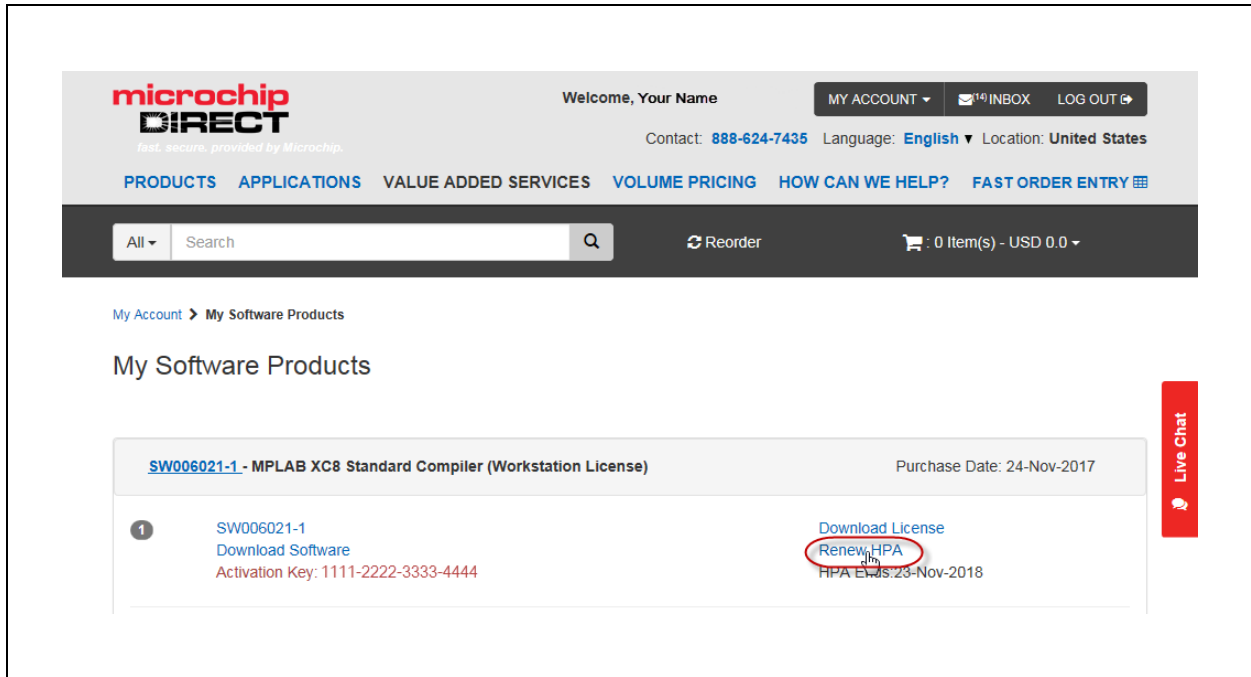 microchip
DIRECT
fast. secure. provided by Microchip.
Welcome, Your Name
MY ACCOUNT
(14) INBOX
LOG OUT
Contact: 888-624-7435 Language: English Location: United States
PRODUCTS APPLICATIONS VALUE ADDED SERVICES VOLUME PRICING HOW CAN WE HELP? FAST ORDER ENTRY
All Search
Reorder
: 0 Item(s) - USD 0.0
My Account My Software Products
My Software Products
Live Chat
SW006021-1 - MPLAB XC8 Standard Compiler (Workstation License)
Purchase Date: 24-Nov-2017
1
SW006021-1
Download Software
Activation Key: 1111-2222-3333-4444
Download License
Renew HPA
HPA Ends:23-Nov-2018